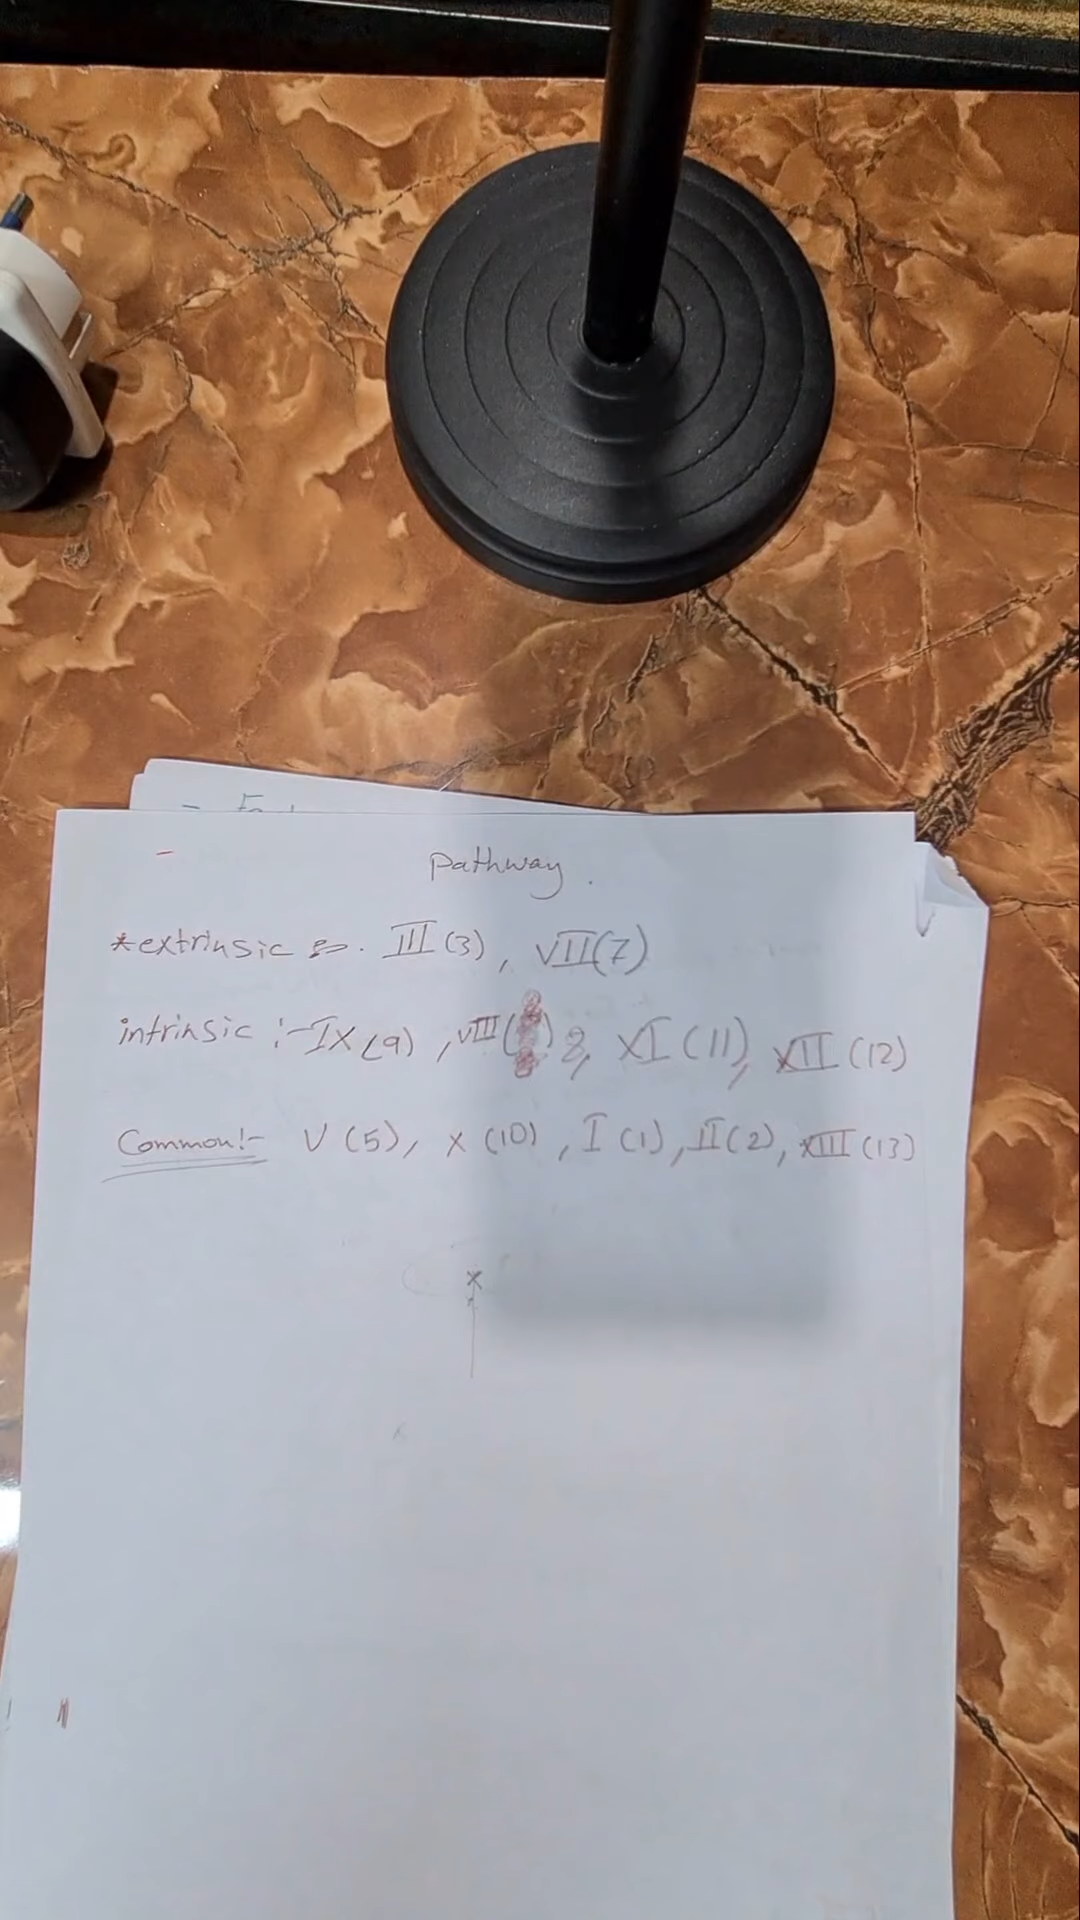 Pathway.
*extrinsic :-. III (3), VII (7)
intrinsic :- IX (9), VIII ( ) 8, XI (11), XII (12)
Common:- V (5), X (10), I (1), II (2), XIII (13)
x